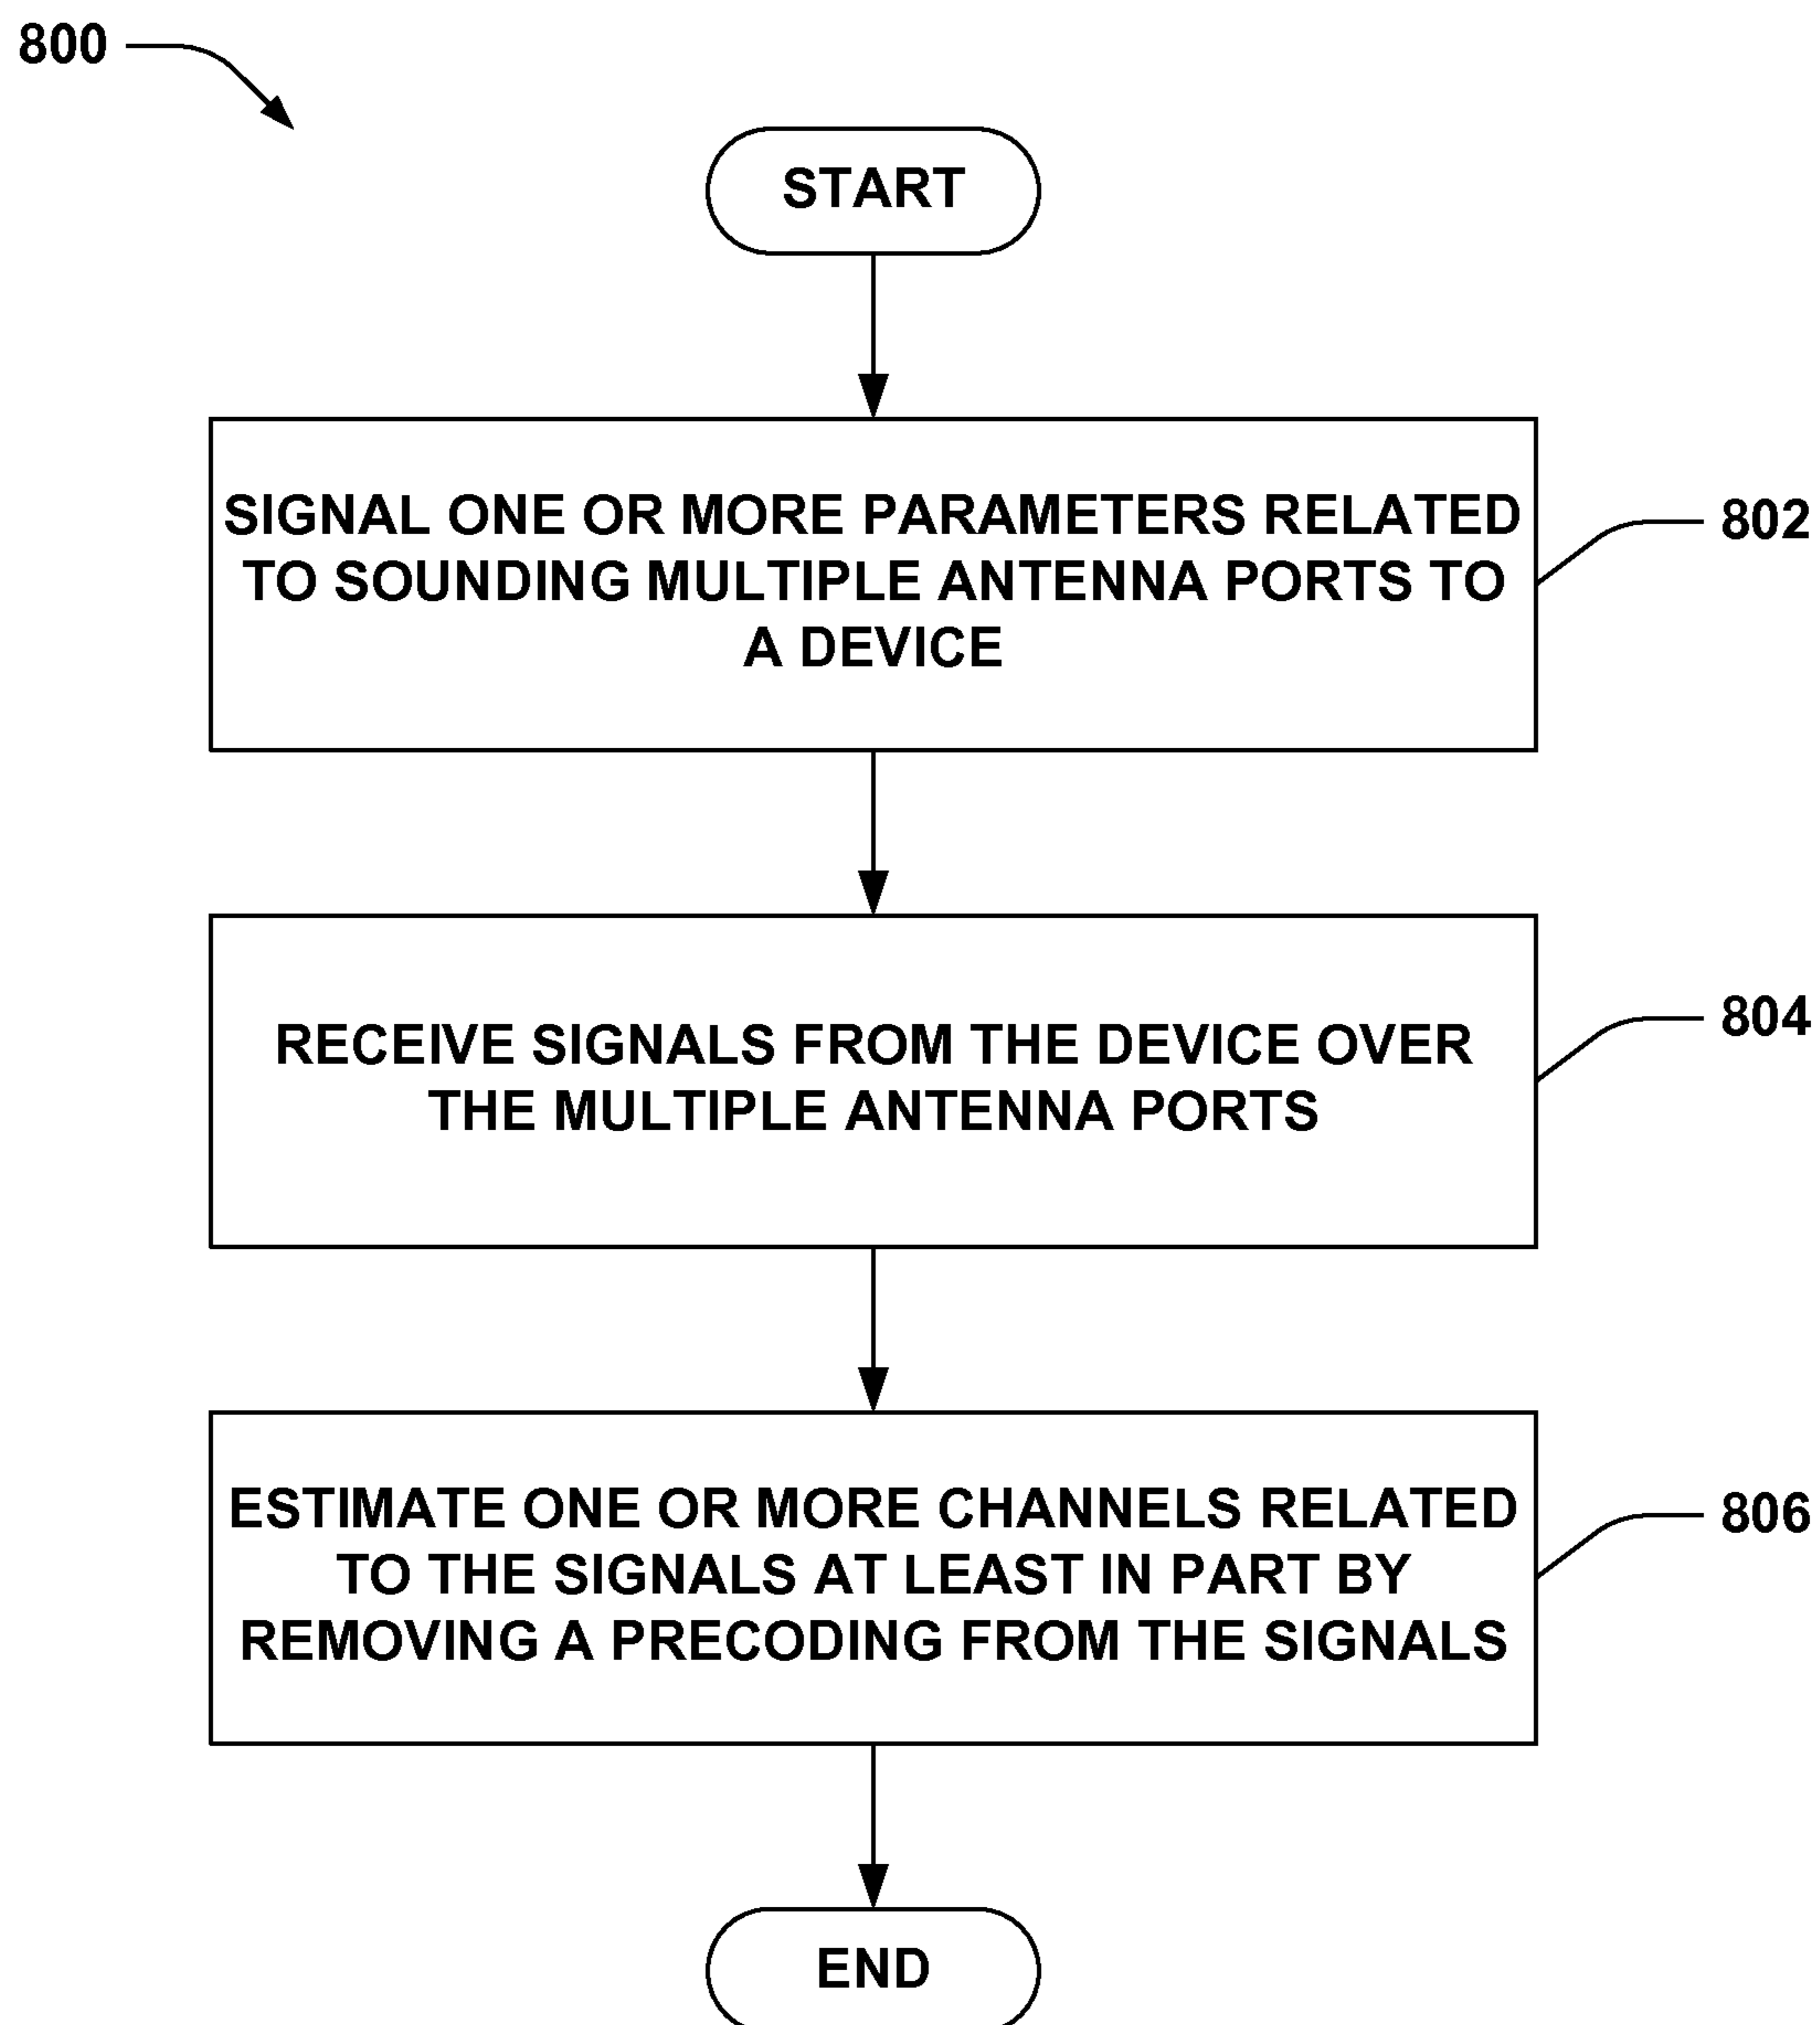 800
START
SIGNAL ONE OR MORE PARAMETERS RELATED
TO SOUNDING MULTIPLE ANTENNA PORTS TO
A DEVICE
802
RECEIVE SIGNALS FROM THE DEVICE OVER
THE MULTIPLE ANTENNA PORTS
804
ESTIMATE ONE OR MORE CHANNELS RELATED
TO THE SIGNALS AT LEAST IN PART BY
REMOVING A PRECODING FROM THE SIGNALS
806
END